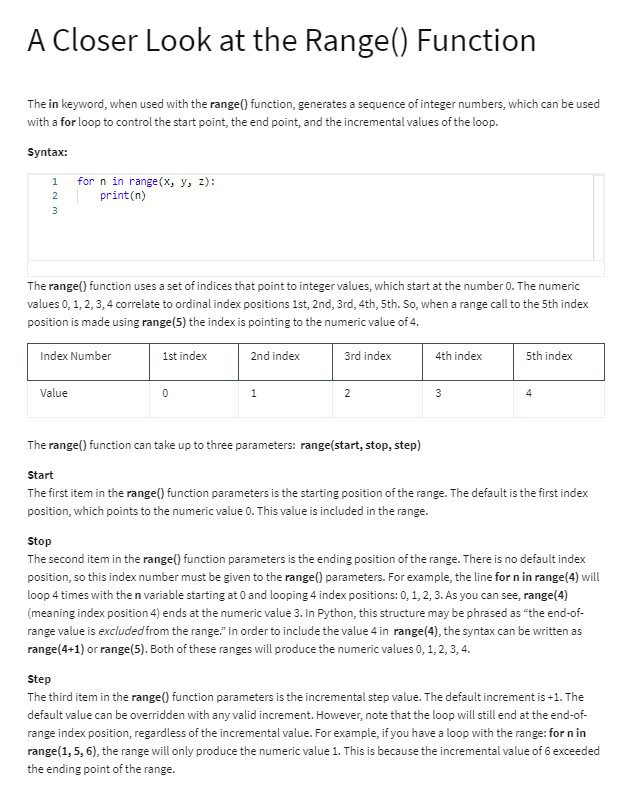 A Closer Look at the Range() Function
The in keyword, when used with the range() function, generates a sequence of integer numbers, which can be used
with a for loop to control the start point, the end point, and the incremental values of the loop.
Syntax:
1 for n in range(x, y, z):
2 print(n)
3
The range() function uses a set of indices that point to integer values, which start at the number 0. The numeric
values 0, 1, 2, 3, 4 correlate to ordinal index positions 1st, 2nd, 3rd, 4th, 5th. So, when a range call to the 5th index
position is made using range(5) the index is pointing to the numeric value of 4.
Index Number 1st index 2nd index 3rd index 4th index 5th index
Value 0 1 2 3 4
The range() function can take up to three parameters: range(start, stop, step)
Start
The first item in the range() function parameters is the starting position of the range. The default is the first index
position, which points to the numeric value 0. This value is included in the range.
Stop
The second item in the range() function parameters is the ending position of the range. There is no default index
position, so this index number must be given to the range() parameters. For example, the line for n in range(4) will
loop 4 times with the n variable starting at 0 and looping 4 index positions: 0, 1, 2, 3. As you can see, range(4)
(meaning index position 4) ends at the numeric value 3. In Python, this structure may be phrased as “the end-of-
range value is excluded from the range.” In order to include the value 4 in range(4), the syntax can be written as
range(4+1) or range(5). Both of these ranges will produce the numeric values 0, 1, 2, 3, 4.
Step
The third item in the range() function parameters is the incremental step value. The default increment is +1. The
default value can be overridden with any valid increment. However, note that the loop will still end at the end-of-
range index position, regardless of the incremental value. For example, if you have a loop with the range: for n in
range(1, 5, 6), the range will only produce the numeric value 1. This is because the incremental value of 6 exceeded
the ending point of the range.